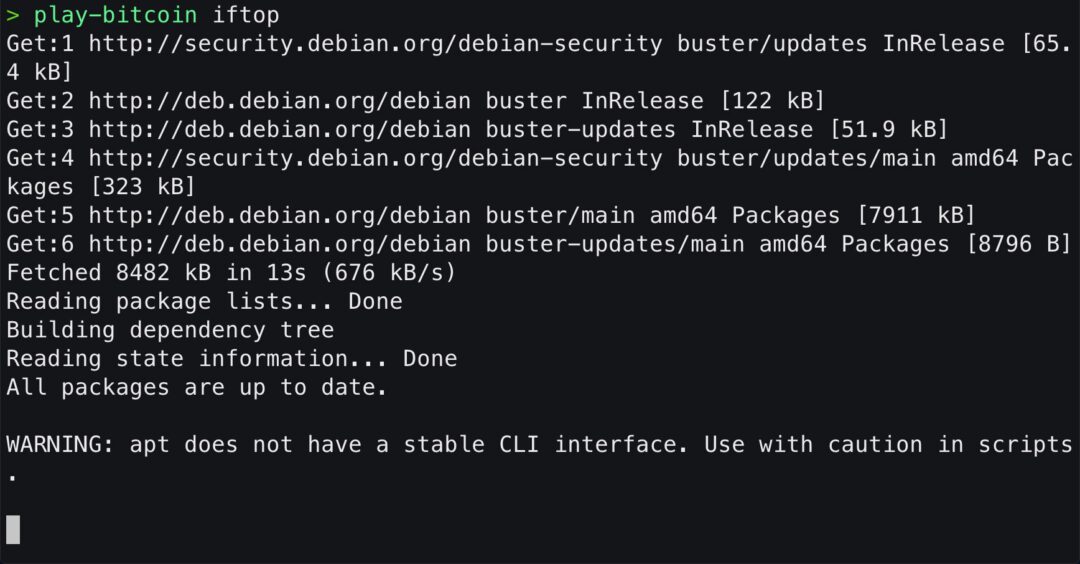 > play-bitcoin iftop
Get:1 http://security.debian.org/debian-security buster/updates InRelease [65.
4 kB]
Get:2 http://deb.debian.org/debian buster InRelease [122 kB]
Get:3 http://deb.debian.org/debian buster-updates InRelease [51.9 kB]
Get:4 http://security.debian.org/debian-security buster/updates/main amd64 Pac
kages [323 kB]
Get:5 http://deb.debian.org/debian buster/main amd64 Packages [7911 kB]
Get:6 http://deb.debian.org/debian buster-updates/main amd64 Packages [8796 B]
Fetched 8482 kB in 13s (676 kB/s)
Reading package lists... Done
Building dependency tree
Reading state information... Done
All packages are up to date.
WARNING: apt does not have a stable CLI interface. Use with caution in scripts
.